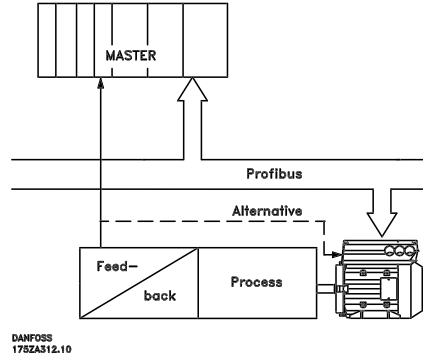 MASTER
Profibus
Alternative
Feed-
back
Process
DANFOSS
175ZA312.10